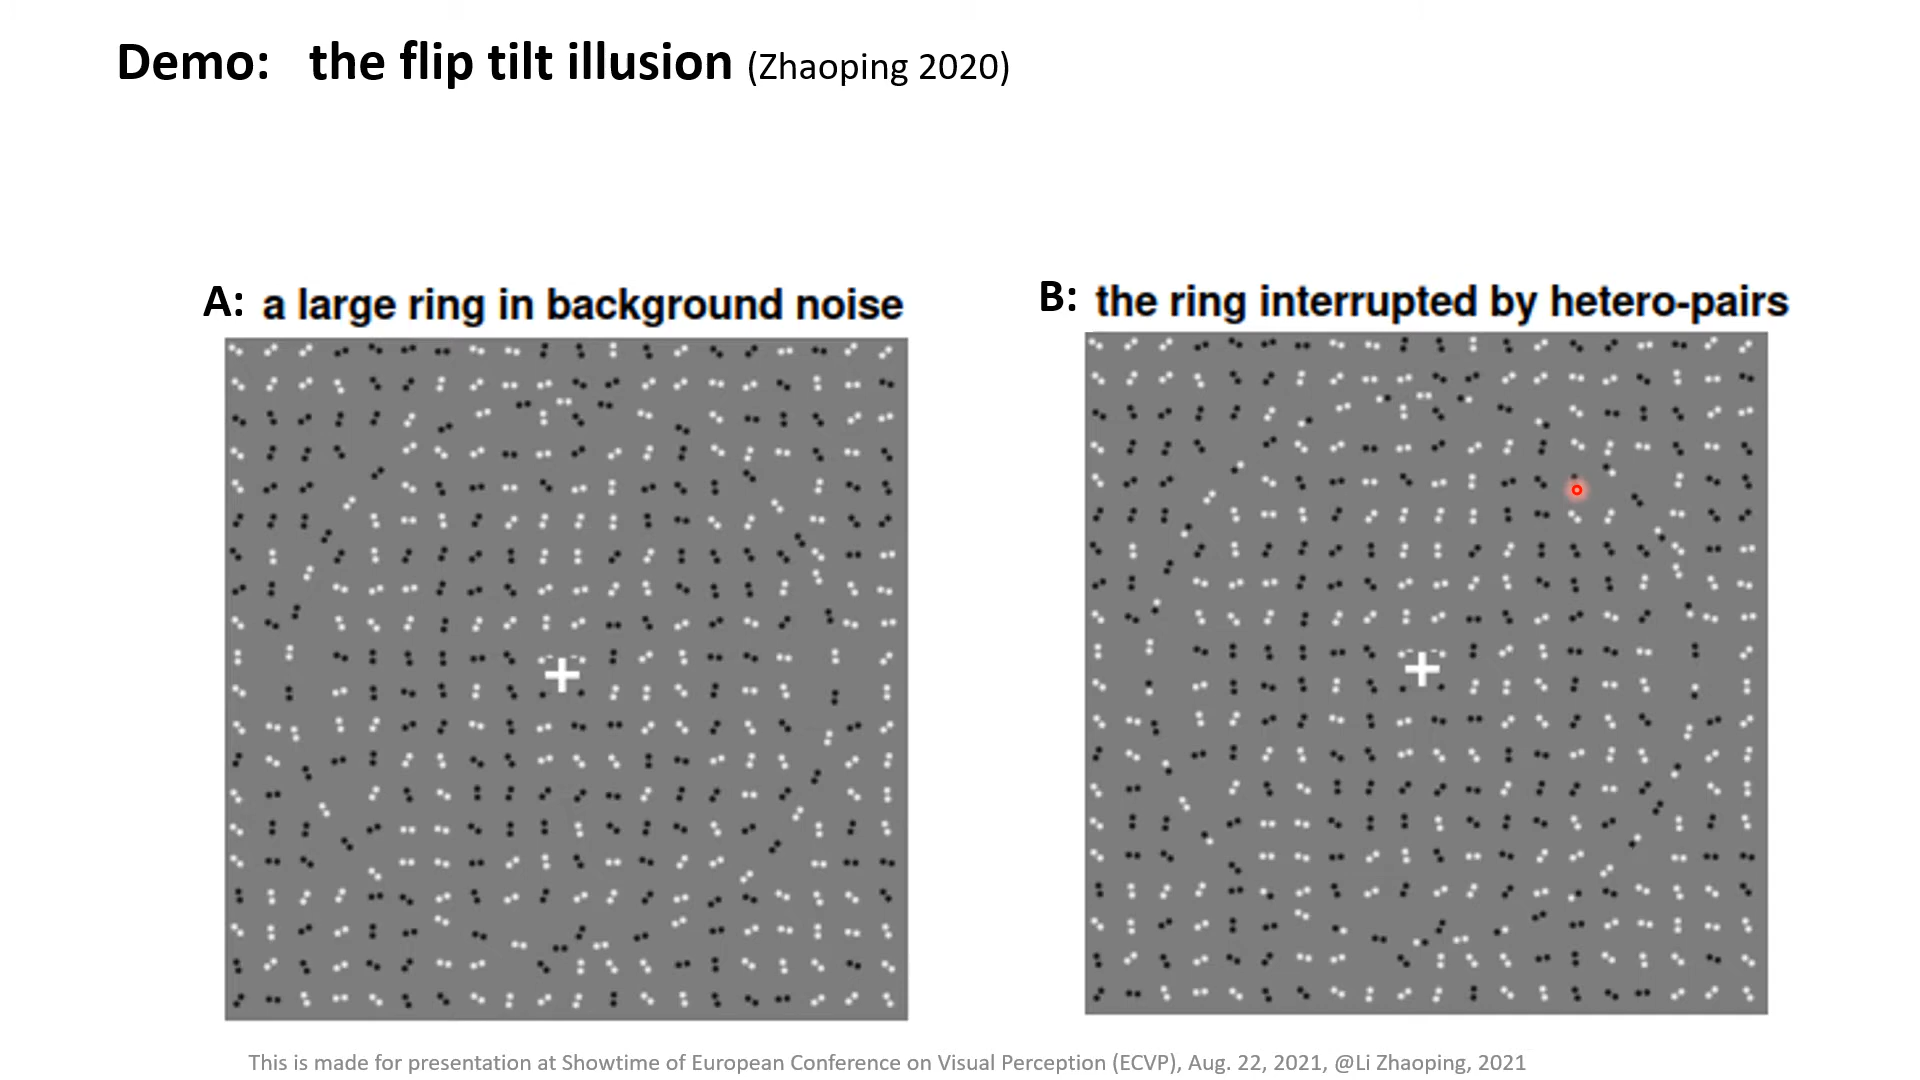 Demo: the flip tilt illusion (Zhaoping 2020)
A: a large ring in background noise
B: the ring interrupted by hetero-pairs
This is made for presentation at Showtime of European Conference on Visual Perception (ECVP), Aug. 22, 2021, @Li Zhaoping, 2021